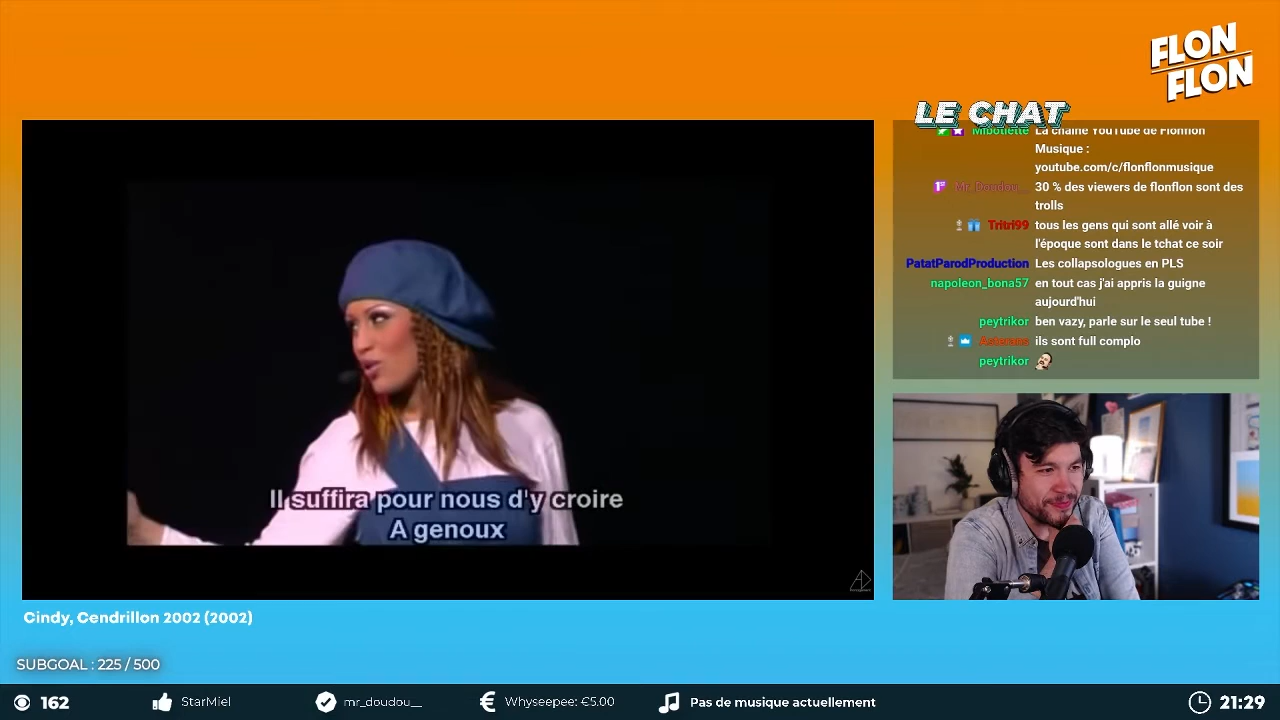 FLON
FLON
LE CHAT
Mibotlette La chaîne YouTube de Flonflon
Musique :
youtube.com/c/flonflonmusique
Mr_Doudou__ 30 % des viewers de flonflon sont des
trolls
Tritri99 tous les gens qui sont allé voir à
l'époque sont dans le tchat ce soir
PatatParodProduction Les collapsologues en PLS
napoleon_bona57 en tout cas j'ai appris la guigne
aujourd'hui
peytrikor ben vazy, parle sur le seul tube !
ils sont full complo
peytrikor
Il suffira pour nous d'y croire
A genoux
Cindy, Cendrillon 2002 (2002)
SUBGOAL : 225 / 500
162 StarMiel mr_doudou__ € Whyseepee: €5.00 Pas de musique actuellement 21:29